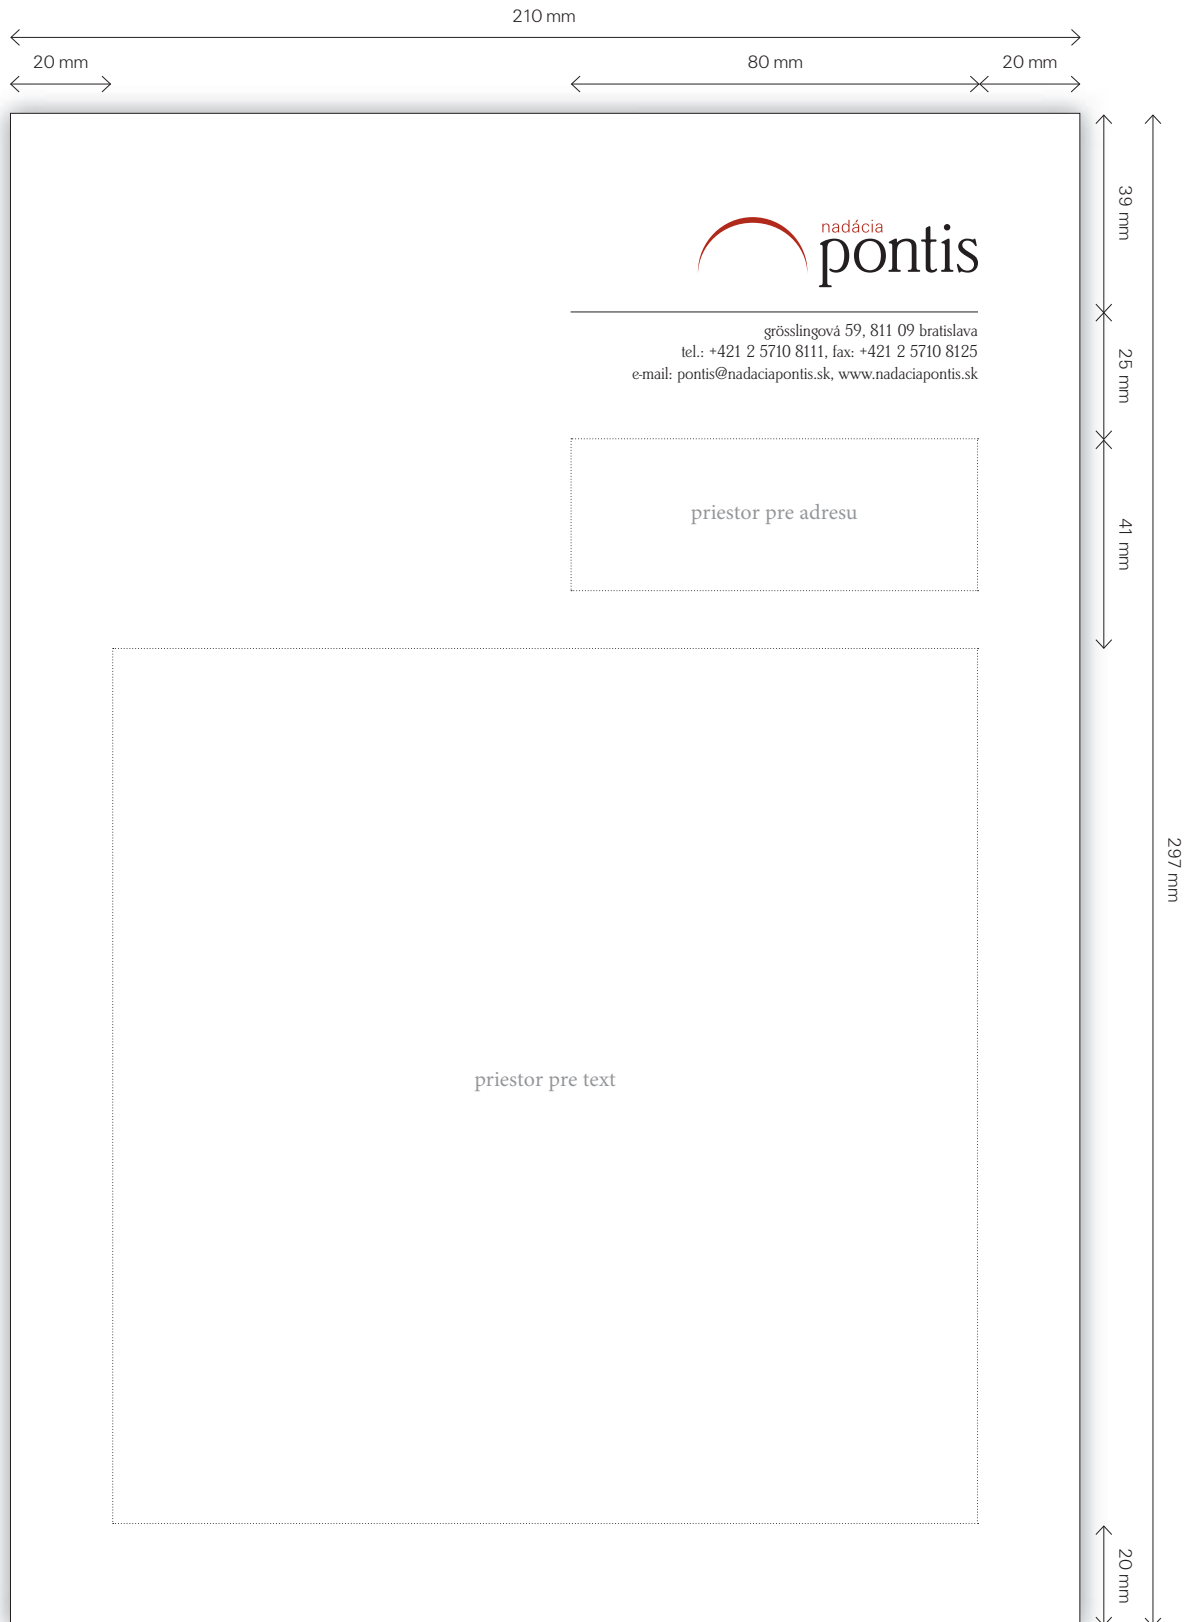 210 mm
20 mm
80 mm
20 mm
39 mm
nadácia
pontis
grösslingová 59, 811 09 bratislava
tel.: +421 2 5710 8111, fax: +421 2 5710 8125
e-mail: pontis@nadaciapontis.sk, www.nadaciapontis.sk
25 mm
priestor pre adresu
41 mm
297 mm
priestor pre text
20 mm